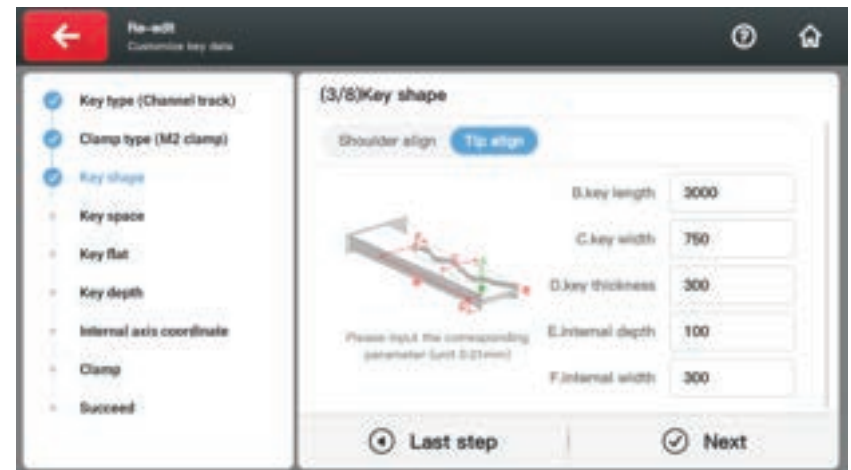 Re-edit
Customize key data
Key type (Channel track)
Clamp type (M2 clamp)
Key shape
Key space
Key flat
Key depth
Internal axis coordinate
Clamp
Succeed
(3/8)Key shape
Shoulder align
Tip align
B.key length 3000
C.key width 750
D.key thickness 300
E.internal depth 100
F.internal width 300
Please input the corresponding
parameter (unit 0.01mm)
Last step
Next